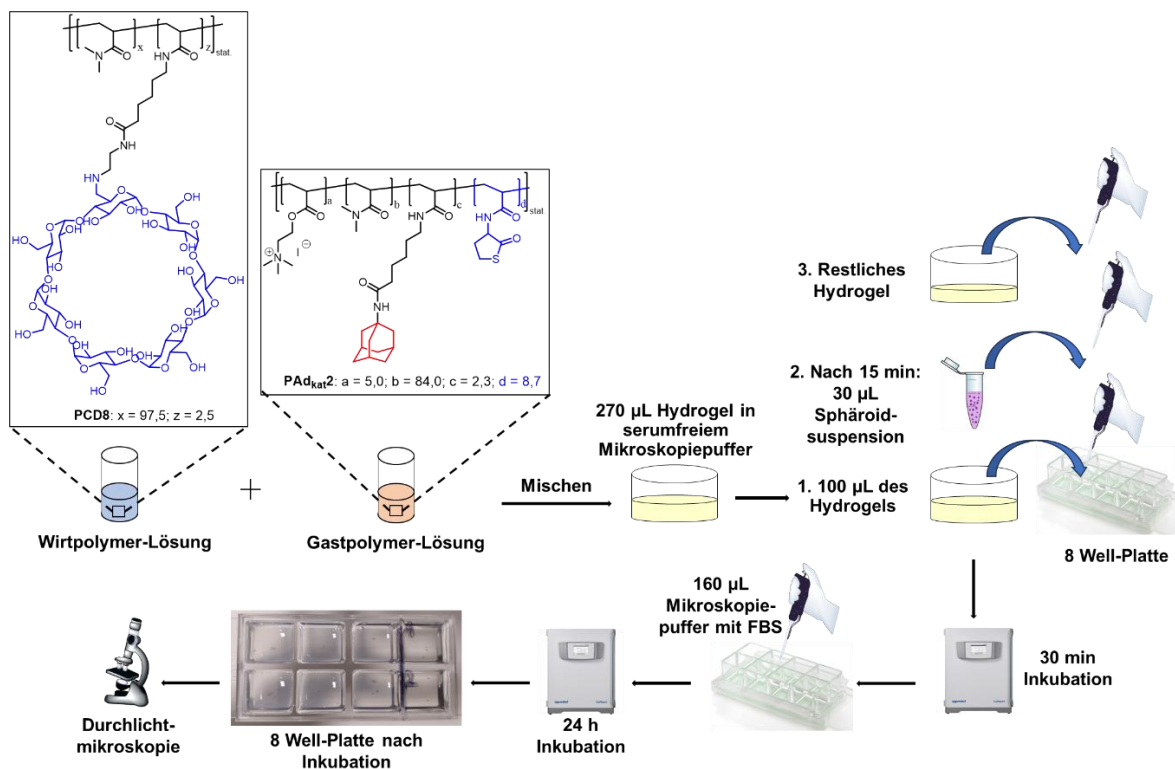 x
z
stat.
N
O
HN
O
O
NH
HN
HO
OH
O
PCD8: x = 97,5; z = 2,5
a
b
c
d
stat
O
O
N
O
HN
O
HN
O
O
S
N
I
O
NH
PAdkat2: a = 5,0; b = 84,0; c = 2,3; d = 8,7
Wirtpolymer-Lösung
+
Gastpolymer-Lösung
Mischen
270 µL Hydrogel in
serumfreiem
Mikroskopiepuffer
3. Restliches
Hydrogel
2. Nach 15 min:
30 µL
Sphäroid-
suspension
1. 100 µL des
Hydrogels
8 Well-Platte
30 min
Inkubation
160 µL
Mikroskopie-
puffer mit FBS
24 h
Inkubation
8 Well-Platte nach
Inkubation
Durchlicht-
mikroskopie